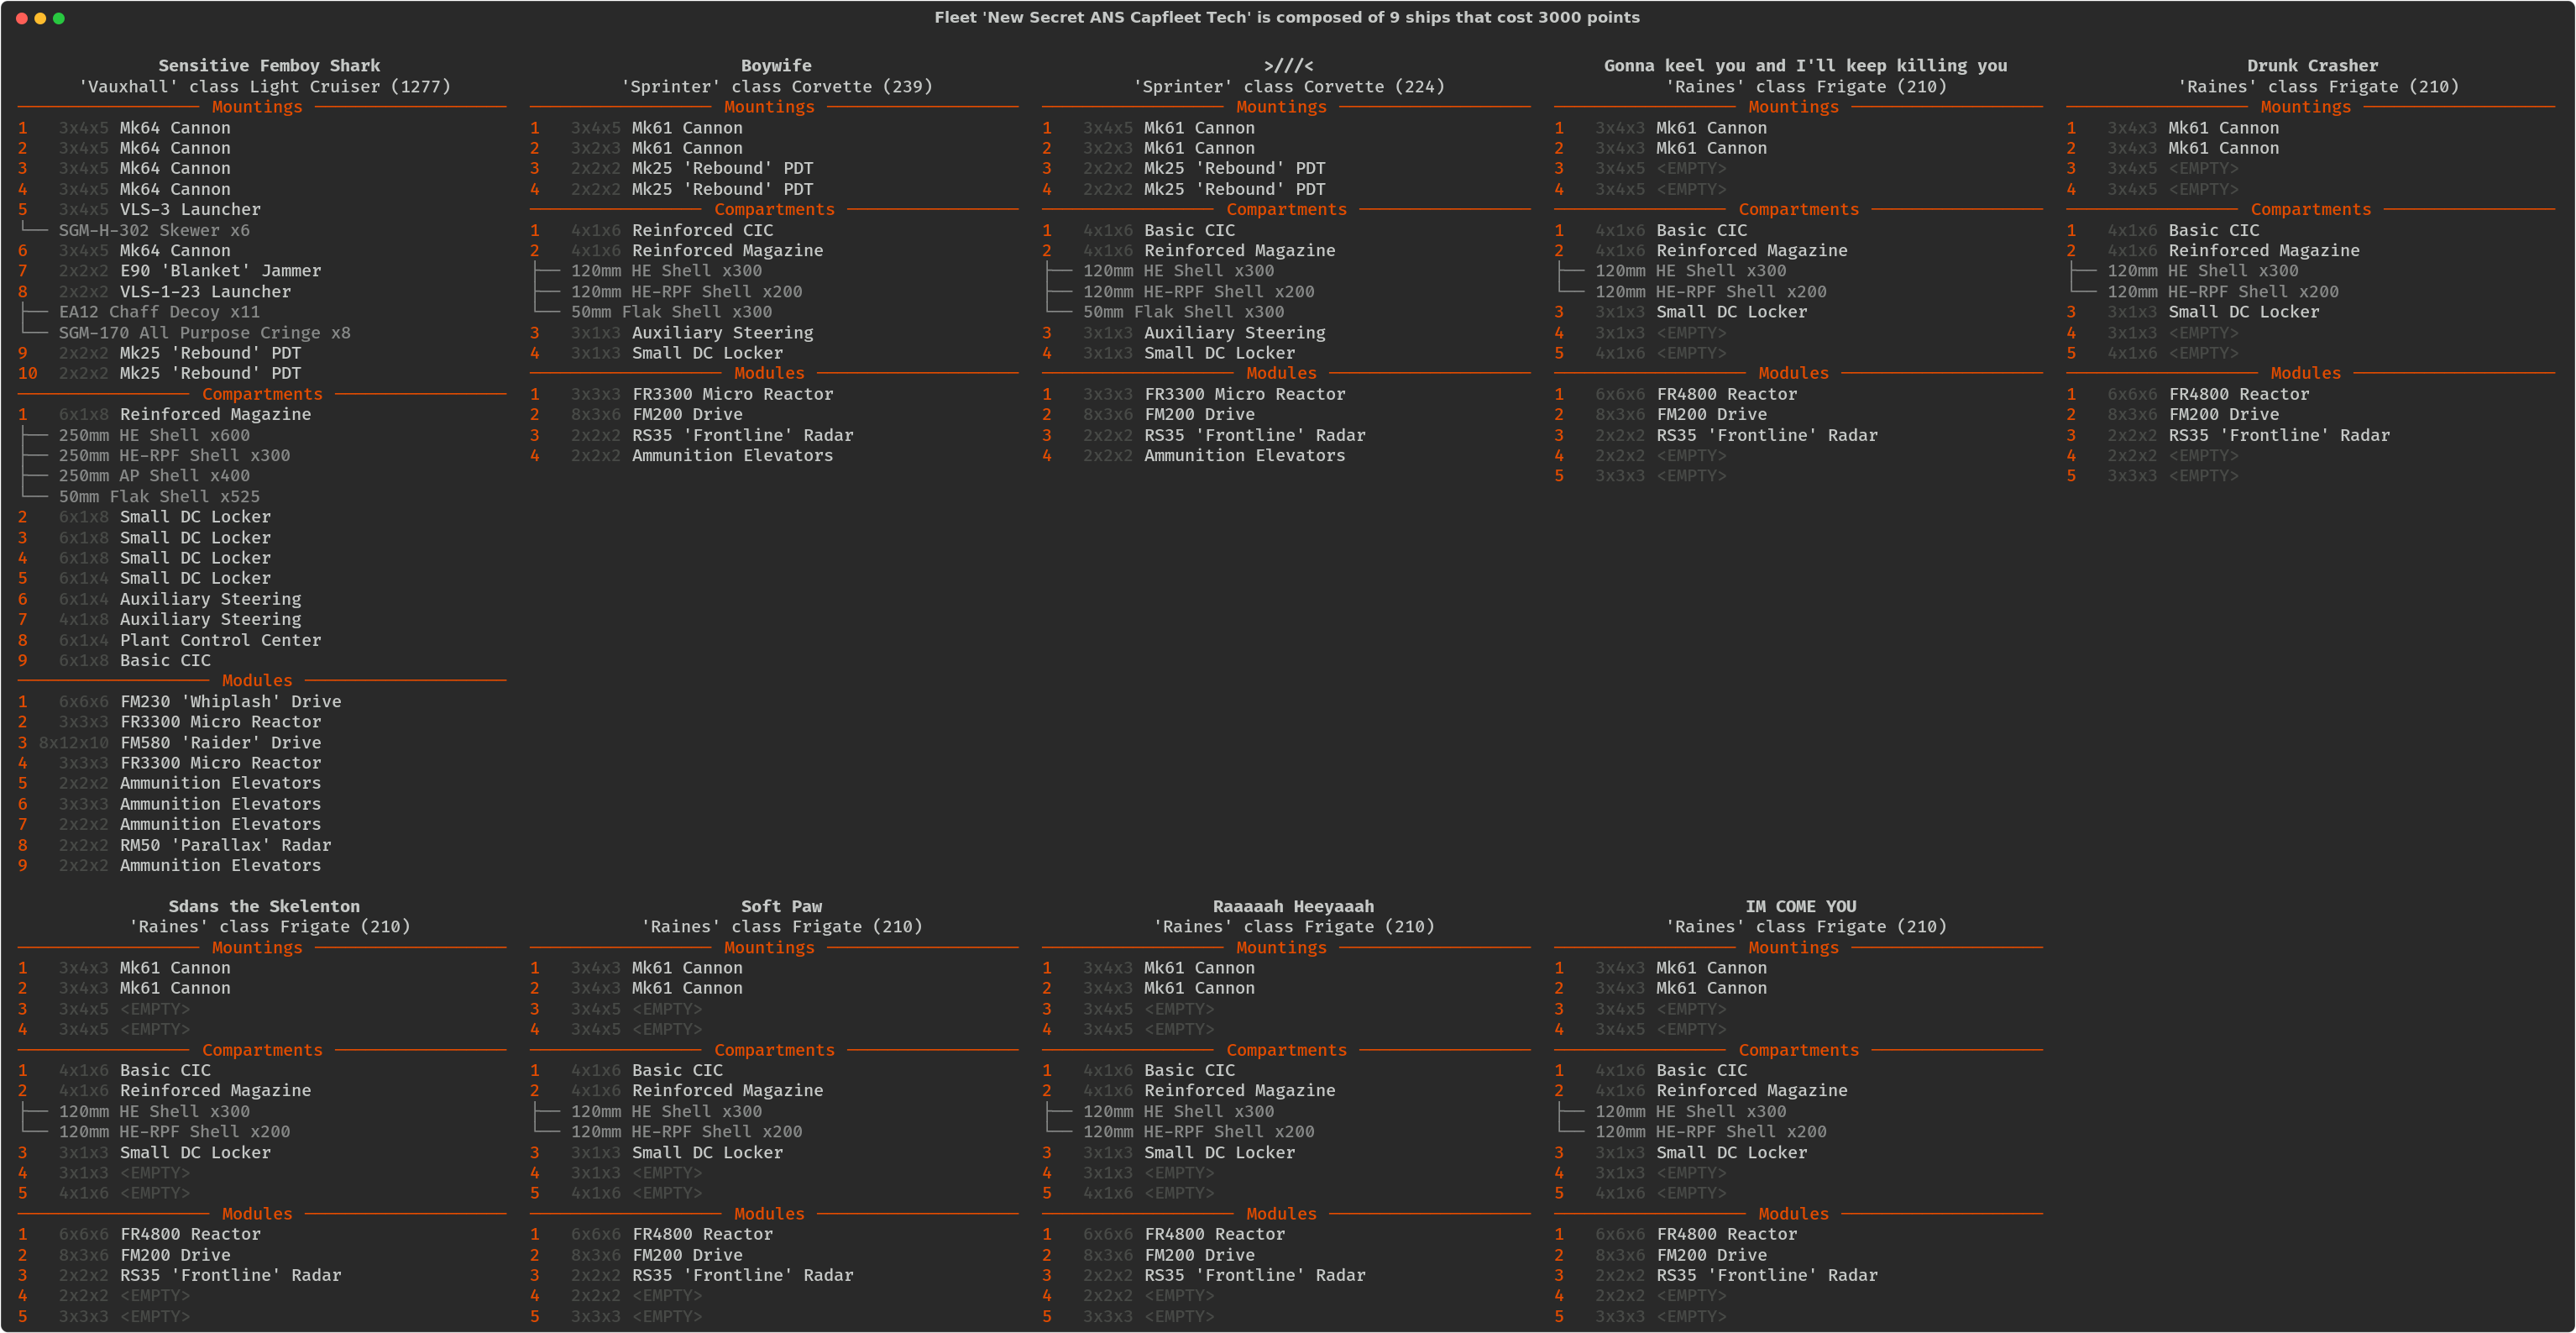 Fleet 'New Secret ANS Capfleet Tech' is composed of 9 ships that cost 3000 points
Sensitive Femboy Shark
'Vauxhall' class Light Cruiser (1277)
Mountings
1 3x4x5 Mk64 Cannon
2 3x4x5 Mk64 Cannon
3 3x4x5 Mk64 Cannon
4 3x4x5 Mk64 Cannon
5 3x4x5 VLS-3 Launcher
SGM-H-302 Skewer x6
6 3x4x5 Mk64 Cannon
7 2x2x2 E90 'Blanket' Jammer
8 2x2x2 VLS-1-23 Launcher
EA12 Chaff Decoy x11
SGM-170 All Purpose Cringe x8
9 2x2x2 Mk25 'Rebound' PDT
10 2x2x2 Mk25 'Rebound' PDT
Compartments
1 6x1x8 Reinforced Magazine
250mm HE Shell x600
250mm HE-RPF Shell x300
250mm AP Shell x400
50mm Flak Shell x525
2 6x1x8 Small DC Locker
3 6x1x8 Small DC Locker
4 6x1x8 Small DC Locker
5 6x1x4 Small DC Locker
6 6x1x4 Auxiliary Steering
7 4x1x8 Auxiliary Steering
8 6x1x4 Plant Control Center
9 6x1x8 Basic CIC
Modules
1 6x6x6 FM230 'Whiplash' Drive
2 3x3x3 FR3300 Micro Reactor
3 8x12x10 FM580 'Raider' Drive
4 3x3x3 FR3300 Micro Reactor
5 2x2x2 Ammunition Elevators
6 3x3x3 Ammunition Elevators
7 2x2x2 Ammunition Elevators
8 2x2x2 RM50 'Parallax' Radar
9 2x2x2 Ammunition Elevators
Boywife
'Sprinter' class Corvette (239)
Mountings
1 3x4x5 Mk61 Cannon
2 3x2x3 Mk61 Cannon
3 2x2x2 Mk25 'Rebound' PDT
4 2x2x2 Mk25 'Rebound' PDT
Compartments
1 4x1x6 Reinforced CIC
2 4x1x6 Reinforced Magazine
120mm HE Shell x300
120mm HE-RPF Shell x200
50mm Flak Shell x300
3 3x1x3 Auxiliary Steering
4 3x1x3 Small DC Locker
Modules
1 3x3x3 FR3300 Micro Reactor
2 8x3x6 FM200 Drive
3 2x2x2 RS35 'Frontline' Radar
4 2x2x2 Ammunition Elevators
>///<
'Sprinter' class Corvette (224)
Mountings
1 3x4x5 Mk61 Cannon
2 3x2x3 Mk61 Cannon
3 2x2x2 Mk25 'Rebound' PDT
4 2x2x2 Mk25 'Rebound' PDT
Compartments
1 4x1x6 Basic CIC
2 4x1x6 Reinforced Magazine
120mm HE Shell x300
120mm HE-RPF Shell x200
50mm Flak Shell x300
3 3x1x3 Auxiliary Steering
4 3x1x3 Small DC Locker
Modules
1 3x3x3 FR3300 Micro Reactor
2 8x3x6 FM200 Drive
3 2x2x2 RS35 'Frontline' Radar
4 2x2x2 Ammunition Elevators
Gonna keel you and I'll keep killing you
'Raines' class Frigate (210)
Mountings
1 3x4x3 Mk61 Cannon
2 3x4x3 Mk61 Cannon
3 3x4x5 <EMPTY>
4 3x4x5 <EMPTY>
Compartments
1 4x1x6 Basic CIC
2 4x1x6 Reinforced Magazine
120mm HE Shell x300
120mm HE-RPF Shell x200
3 3x1x3 Small DC Locker
4 3x1x3 <EMPTY>
5 4x1x6 <EMPTY>
Modules
1 6x6x6 FR4800 Reactor
2 8x3x6 FM200 Drive
3 2x2x2 RS35 'Frontline' Radar
4 2x2x2 <EMPTY>
5 3x3x3 <EMPTY>
Drunk Crasher
'Raines' class Frigate (210)
Mountings
1 3x4x3 Mk61 Cannon
2 3x4x3 Mk61 Cannon
3 3x4x5 <EMPTY>
4 3x4x5 <EMPTY>
Compartments
1 4x1x6 Basic CIC
2 4x1x6 Reinforced Magazine
120mm HE Shell x300
120mm HE-RPF Shell x200
3 3x1x3 Small DC Locker
4 3x1x3 <EMPTY>
5 4x1x6 <EMPTY>
Modules
1 6x6x6 FR4800 Reactor
2 8x3x6 FM200 Drive
3 2x2x2 RS35 'Frontline' Radar
4 2x2x2 <EMPTY>
5 3x3x3 <EMPTY>
Sdans the Skelenton
'Raines' class Frigate (210)
Mountings
1 3x4x3 Mk61 Cannon
2 3x4x3 Mk61 Cannon
3 3x4x5 <EMPTY>
4 3x4x5 <EMPTY>
Compartments
1 4x1x6 Basic CIC
2 4x1x6 Reinforced Magazine
120mm HE Shell x300
120mm HE-RPF Shell x200
3 3x1x3 Small DC Locker
4 3x1x3 <EMPTY>
5 4x1x6 <EMPTY>
Modules
1 6x6x6 FR4800 Reactor
2 8x3x6 FM200 Drive
3 2x2x2 RS35 'Frontline' Radar
4 2x2x2 <EMPTY>
5 3x3x3 <EMPTY>
Soft Paw
'Raines' class Frigate (210)
Mountings
1 3x4x3 Mk61 Cannon
2 3x4x3 Mk61 Cannon
3 3x4x5 <EMPTY>
4 3x4x5 <EMPTY>
Compartments
1 4x1x6 Basic CIC
2 4x1x6 Reinforced Magazine
120mm HE Shell x300
120mm HE-RPF Shell x200
3 3x1x3 Small DC Locker
4 3x1x3 <EMPTY>
5 4x1x6 <EMPTY>
Modules
1 6x6x6 FR4800 Reactor
2 8x3x6 FM200 Drive
3 2x2x2 RS35 'Frontline' Radar
4 2x2x2 <EMPTY>
5 3x3x3 <EMPTY>
Raaaaah Heeyaaah
'Raines' class Frigate (210)
Mountings
1 3x4x3 Mk61 Cannon
2 3x4x3 Mk61 Cannon
3 3x4x5 <EMPTY>
4 3x4x5 <EMPTY>
Compartments
1 4x1x6 Basic CIC
2 4x1x6 Reinforced Magazine
120mm HE Shell x300
120mm HE-RPF Shell x200
3 3x1x3 Small DC Locker
4 3x1x3 <EMPTY>
5 4x1x6 <EMPTY>
Modules
1 6x6x6 FR4800 Reactor
2 8x3x6 FM200 Drive
3 2x2x2 RS35 'Frontline' Radar
4 2x2x2 <EMPTY>
5 3x3x3 <EMPTY>
IM COME YOU
'Raines' class Frigate (210)
Mountings
1 3x4x3 Mk61 Cannon
2 3x4x3 Mk61 Cannon
3 3x4x5 <EMPTY>
4 3x4x5 <EMPTY>
Compartments
1 4x1x6 Basic CIC
2 4x1x6 Reinforced Magazine
120mm HE Shell x300
120mm HE-RPF Shell x200
3 3x1x3 Small DC Locker
4 3x1x3 <EMPTY>
5 4x1x6 <EMPTY>
Modules
1 6x6x6 FR4800 Reactor
2 8x3x6 FM200 Drive
3 2x2x2 RS35 'Frontline' Radar
4 2x2x2 <EMPTY>
5 3x3x3 <EMPTY>